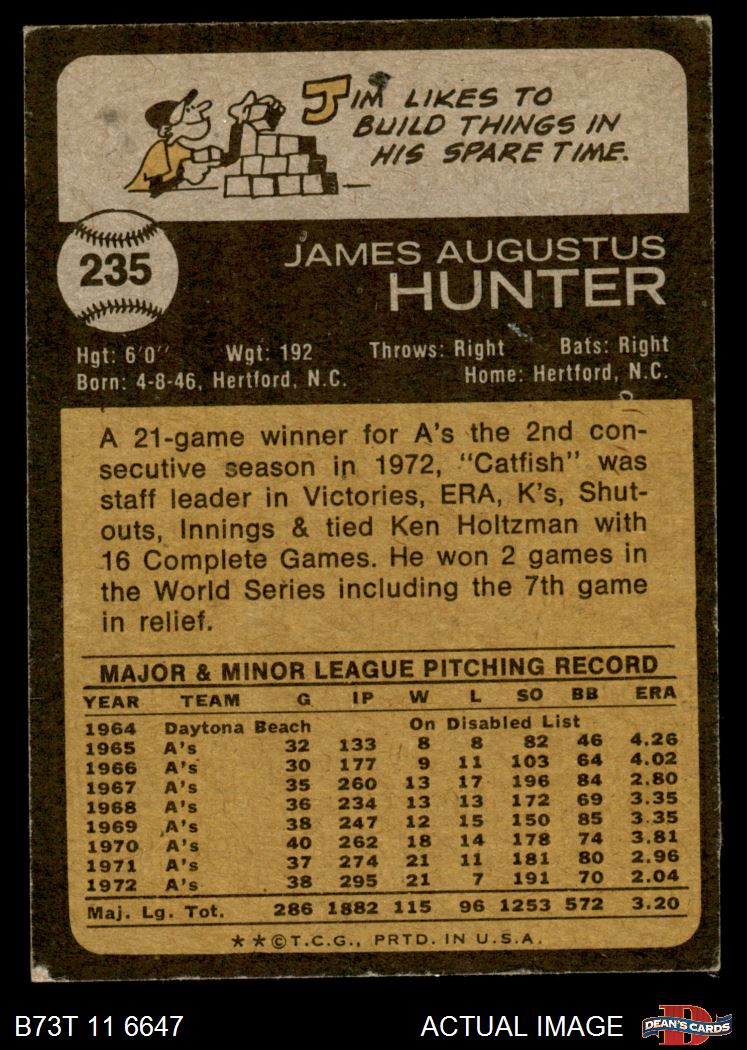 JIM LIKES TO
BUILD THINGS IN
HIS SPARE TIME.
235
JAMES AUGUSTUS
HUNTER
Hgt: 6'0" Wgt: 192 Throws: Right Bats: Right
Born: 4-8-46, Hertford, N.C. Home: Hertford, N.C.
A 21-game winner for A's the 2nd con-
secutive season in 1972, "Catfish" was
staff leader in Victories, ERA, K's, Shut-
outs, Innings & tied Ken Holtzman with
16 Complete Games. He won 2 games in
the World Series including the 7th game
in relief.
MAJOR & MINOR LEAGUE PITCHING RECORD
YEAR TEAM G IP W L SO BB ERA
1964 Daytona Beach On Disabled List
1965 A's 32 133 8 8 82 46 4.26
1966 A's 30 177 9 11 103 64 4.02
1967 A's 35 260 13 17 196 84 2.80
1968 A's 36 234 13 13 172 69 3.35
1969 A's 38 247 12 15 150 85 3.35
1970 A's 40 262 18 14 178 74 3.81
1971 A's 37 274 21 11 181 80 2.96
1972 A's 38 295 21 7 191 70 2.04
Maj. Lg. Tot. 286 1882 115 96 1253 572 3.20
**©T.C.G., PRTD. IN U.S.A.
B73T 11 6647 ACTUAL IMAGE DEAN'S CARDS